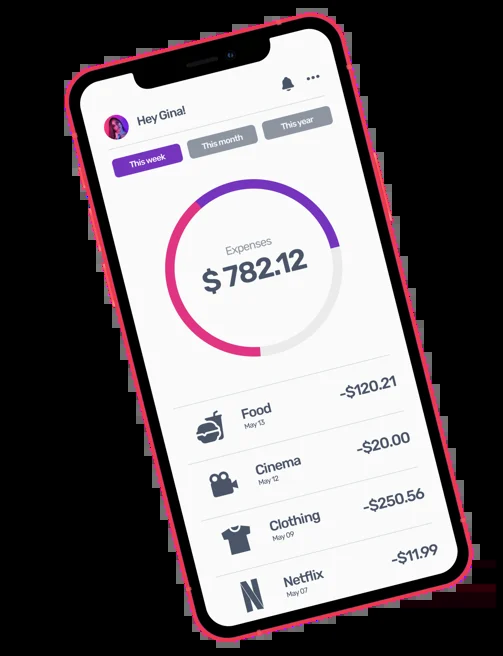 Hey Gina!
This week
This month
This year
Expenses
$ 782.12
Food
-$120.21
May 13
Cinema
-$20.00
May 12
Clothing
-$250.56
May 09
Netflix
-$11.99
May 07